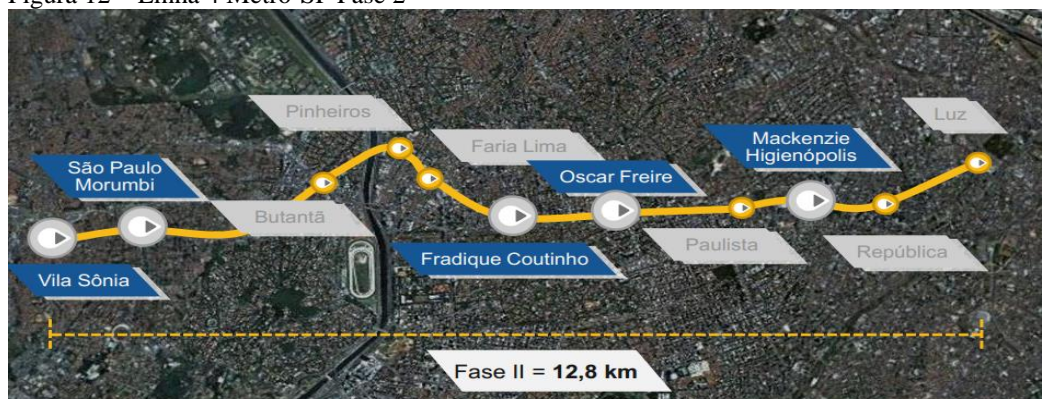 Figura 12 – Linha 4 Metrô-SP Fase 2
Luz
Pinheiros
Mackenzie
Higienópolis
Faria Lima
São Paulo
Morumbi
Oscar Freire
Butantã
Paulista
República
Fradique Coutinho
Vila Sônia
Fase II = 12,8 km